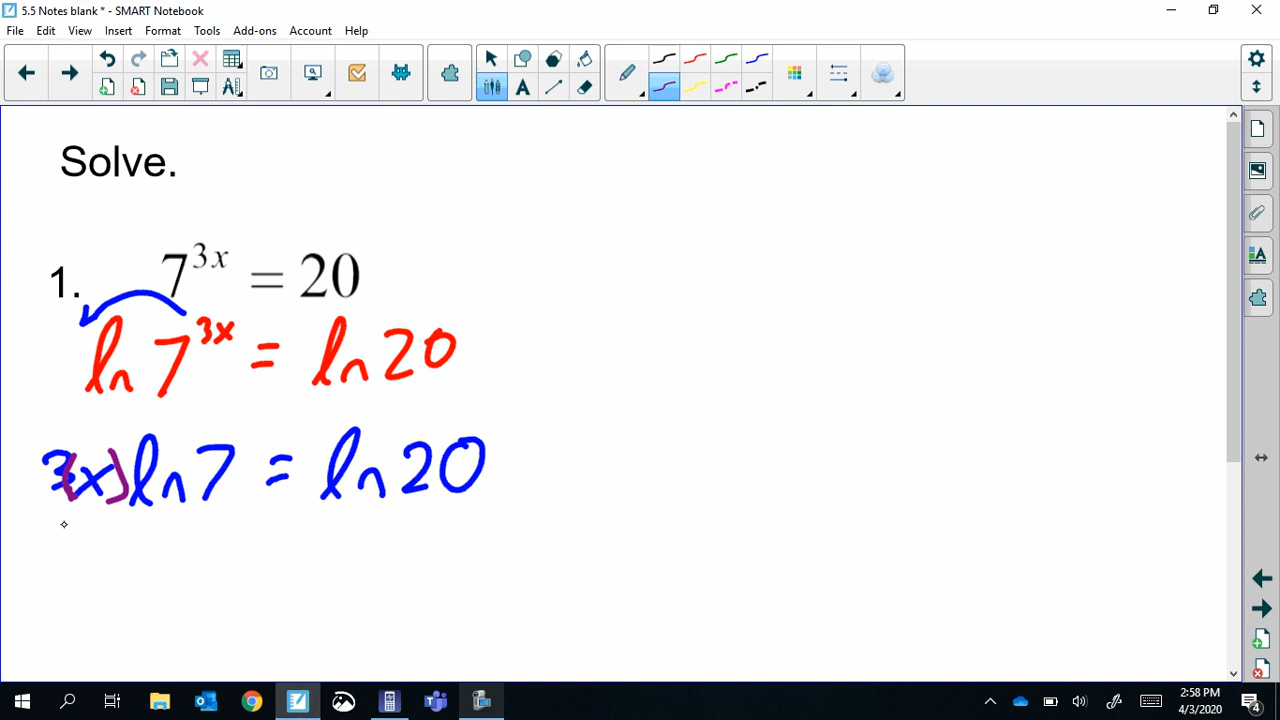 5.5 Notes blank * - SMART Notebook
File Edit View Insert Format Tools Add-ons Account Help
Solve.
1. 7^{3x} = 20
ln 7^{3x} = ln 20
3(x) ln 7 = ln 20
2:58 PM
4/3/2020
4